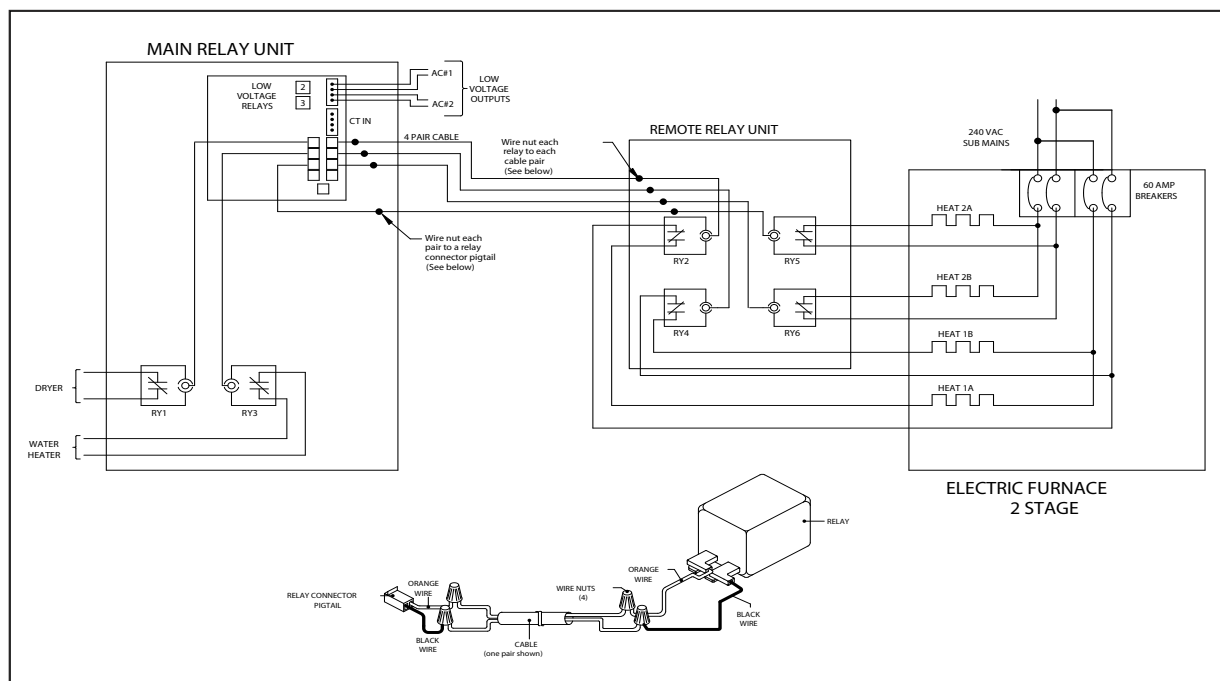 MAIN RELAY UNIT
LOW
VOLTAGE
RELAYS
2
3
AC#1
AC#2
LOW
VOLTAGE
OUTPUTS
CT IN
4 PAIR CABLE
Wire nut each
relay to each
cable pair
(See below)
REMOTE RELAY UNIT
240 VAC
SUB MAINS
60 AMP
BREAKERS
Wire nut each
pair to a relay
connector pigtail
(See below)
RY2
RY5
RY4
RY6
HEAT 2A
HEAT 2B
HEAT 1B
HEAT 1A
DRYER
RY1
RY3
WATER
HEATER
ELECTRIC FURNACE
2 STAGE
RELAY
ORANGE
WIRE
BLACK
WIRE
WIRE NUTS
(4)
RELAY CONNECTOR
PIGTAIL
ORANGE
WIRE
BLACK
WIRE
CABLE
(one pair shown)